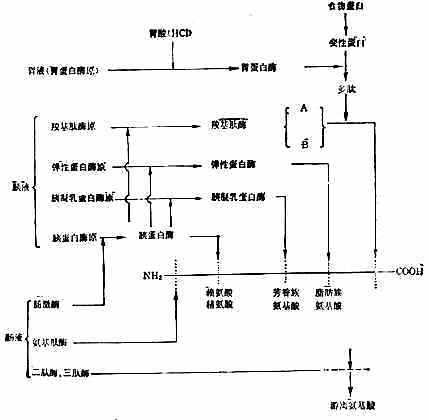 食物蛋白
胃酸(HCD
变性蛋白
胃液(胃蛋白酶原)
胃蛋白酶
多肽
羧基肽酶原
羧基肽酶
A
B
弹性蛋白酶原
弹性蛋白酶
胰液
胰凝乳蛋白酶原
胰凝乳蛋白酶
胰蛋白酶原
胰蛋白酶
NH₂
COOH
赖氨酸
精氨酸
芳香族
氨基酸
脂肪族
氨基酸
肠激酶
肠液
氨基肽酶
二肽酶,三肽酶
游离氨基酸